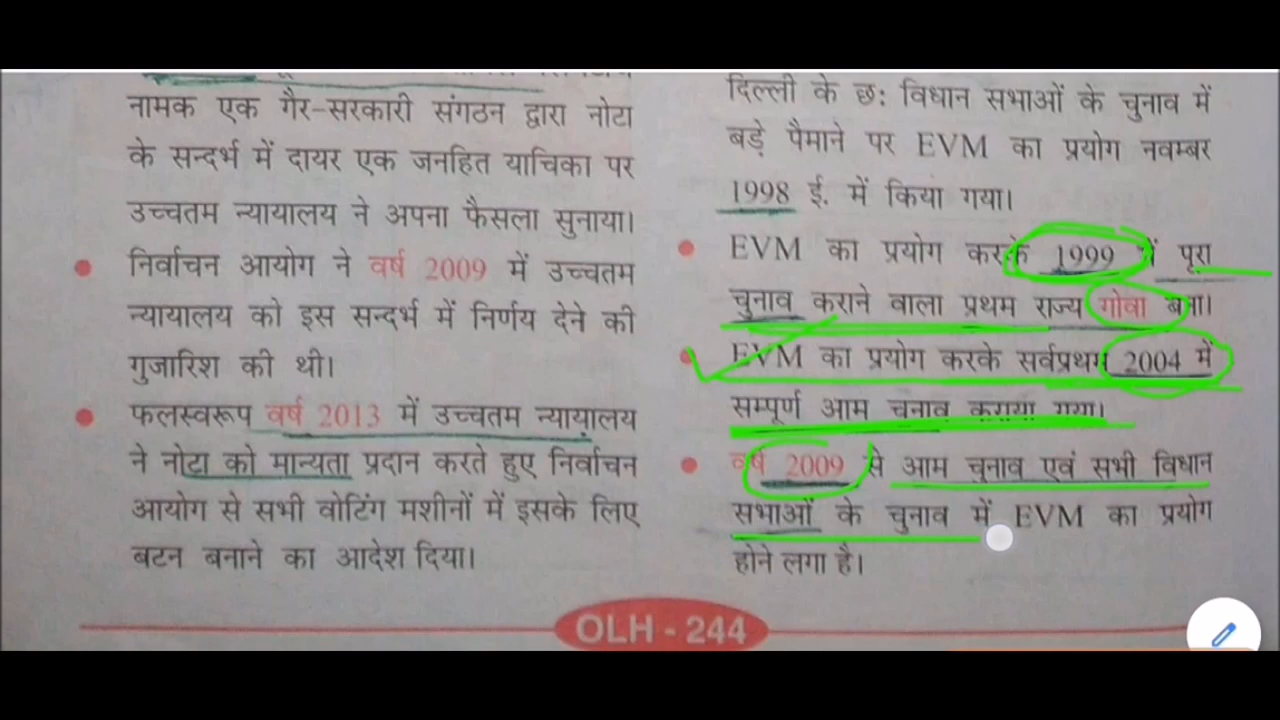 नामक एक गैर-सरकारी संगठन द्वारा नोटा
के सन्दर्भ में दायर एक जनहित याचिका पर
उच्चतम न्यायालय ने अपना फैसला सुनाया।
निर्वाचन आयोग ने वर्ष 2009 में उच्चतम
न्यायालय को इस सन्दर्भ में निर्णय देने की
गुजारिश की थी।
फलस्वरूप वर्ष 2013 में उच्चतम न्यायालय
ने नोटा को मान्यता प्रदान करते हुए निर्वाचन
आयोग से सभी वोटिंग मशीनों में इसके लिए
बटन बनाने का आदेश दिया।
दिल्ली के छः विधान सभाओं के चुनाव में
बड़े पैमाने पर EVM का प्रयोग नवम्बर
1998 ई. में किया गया।
EVM का प्रयोग करके 1999 में पूरा
चुनाव कराने वाला प्रथम राज्य गोवा बना।
EVM का प्रयोग करके सर्वप्रथम 2004 में
सम्पूर्ण आम चुनाव कराया गया।
वर्ष 2009 से आम चुनाव एवं सभी विधान
सभाओं के चुनाव में EVM का प्रयोग
होने लगा है।
OLH - 244